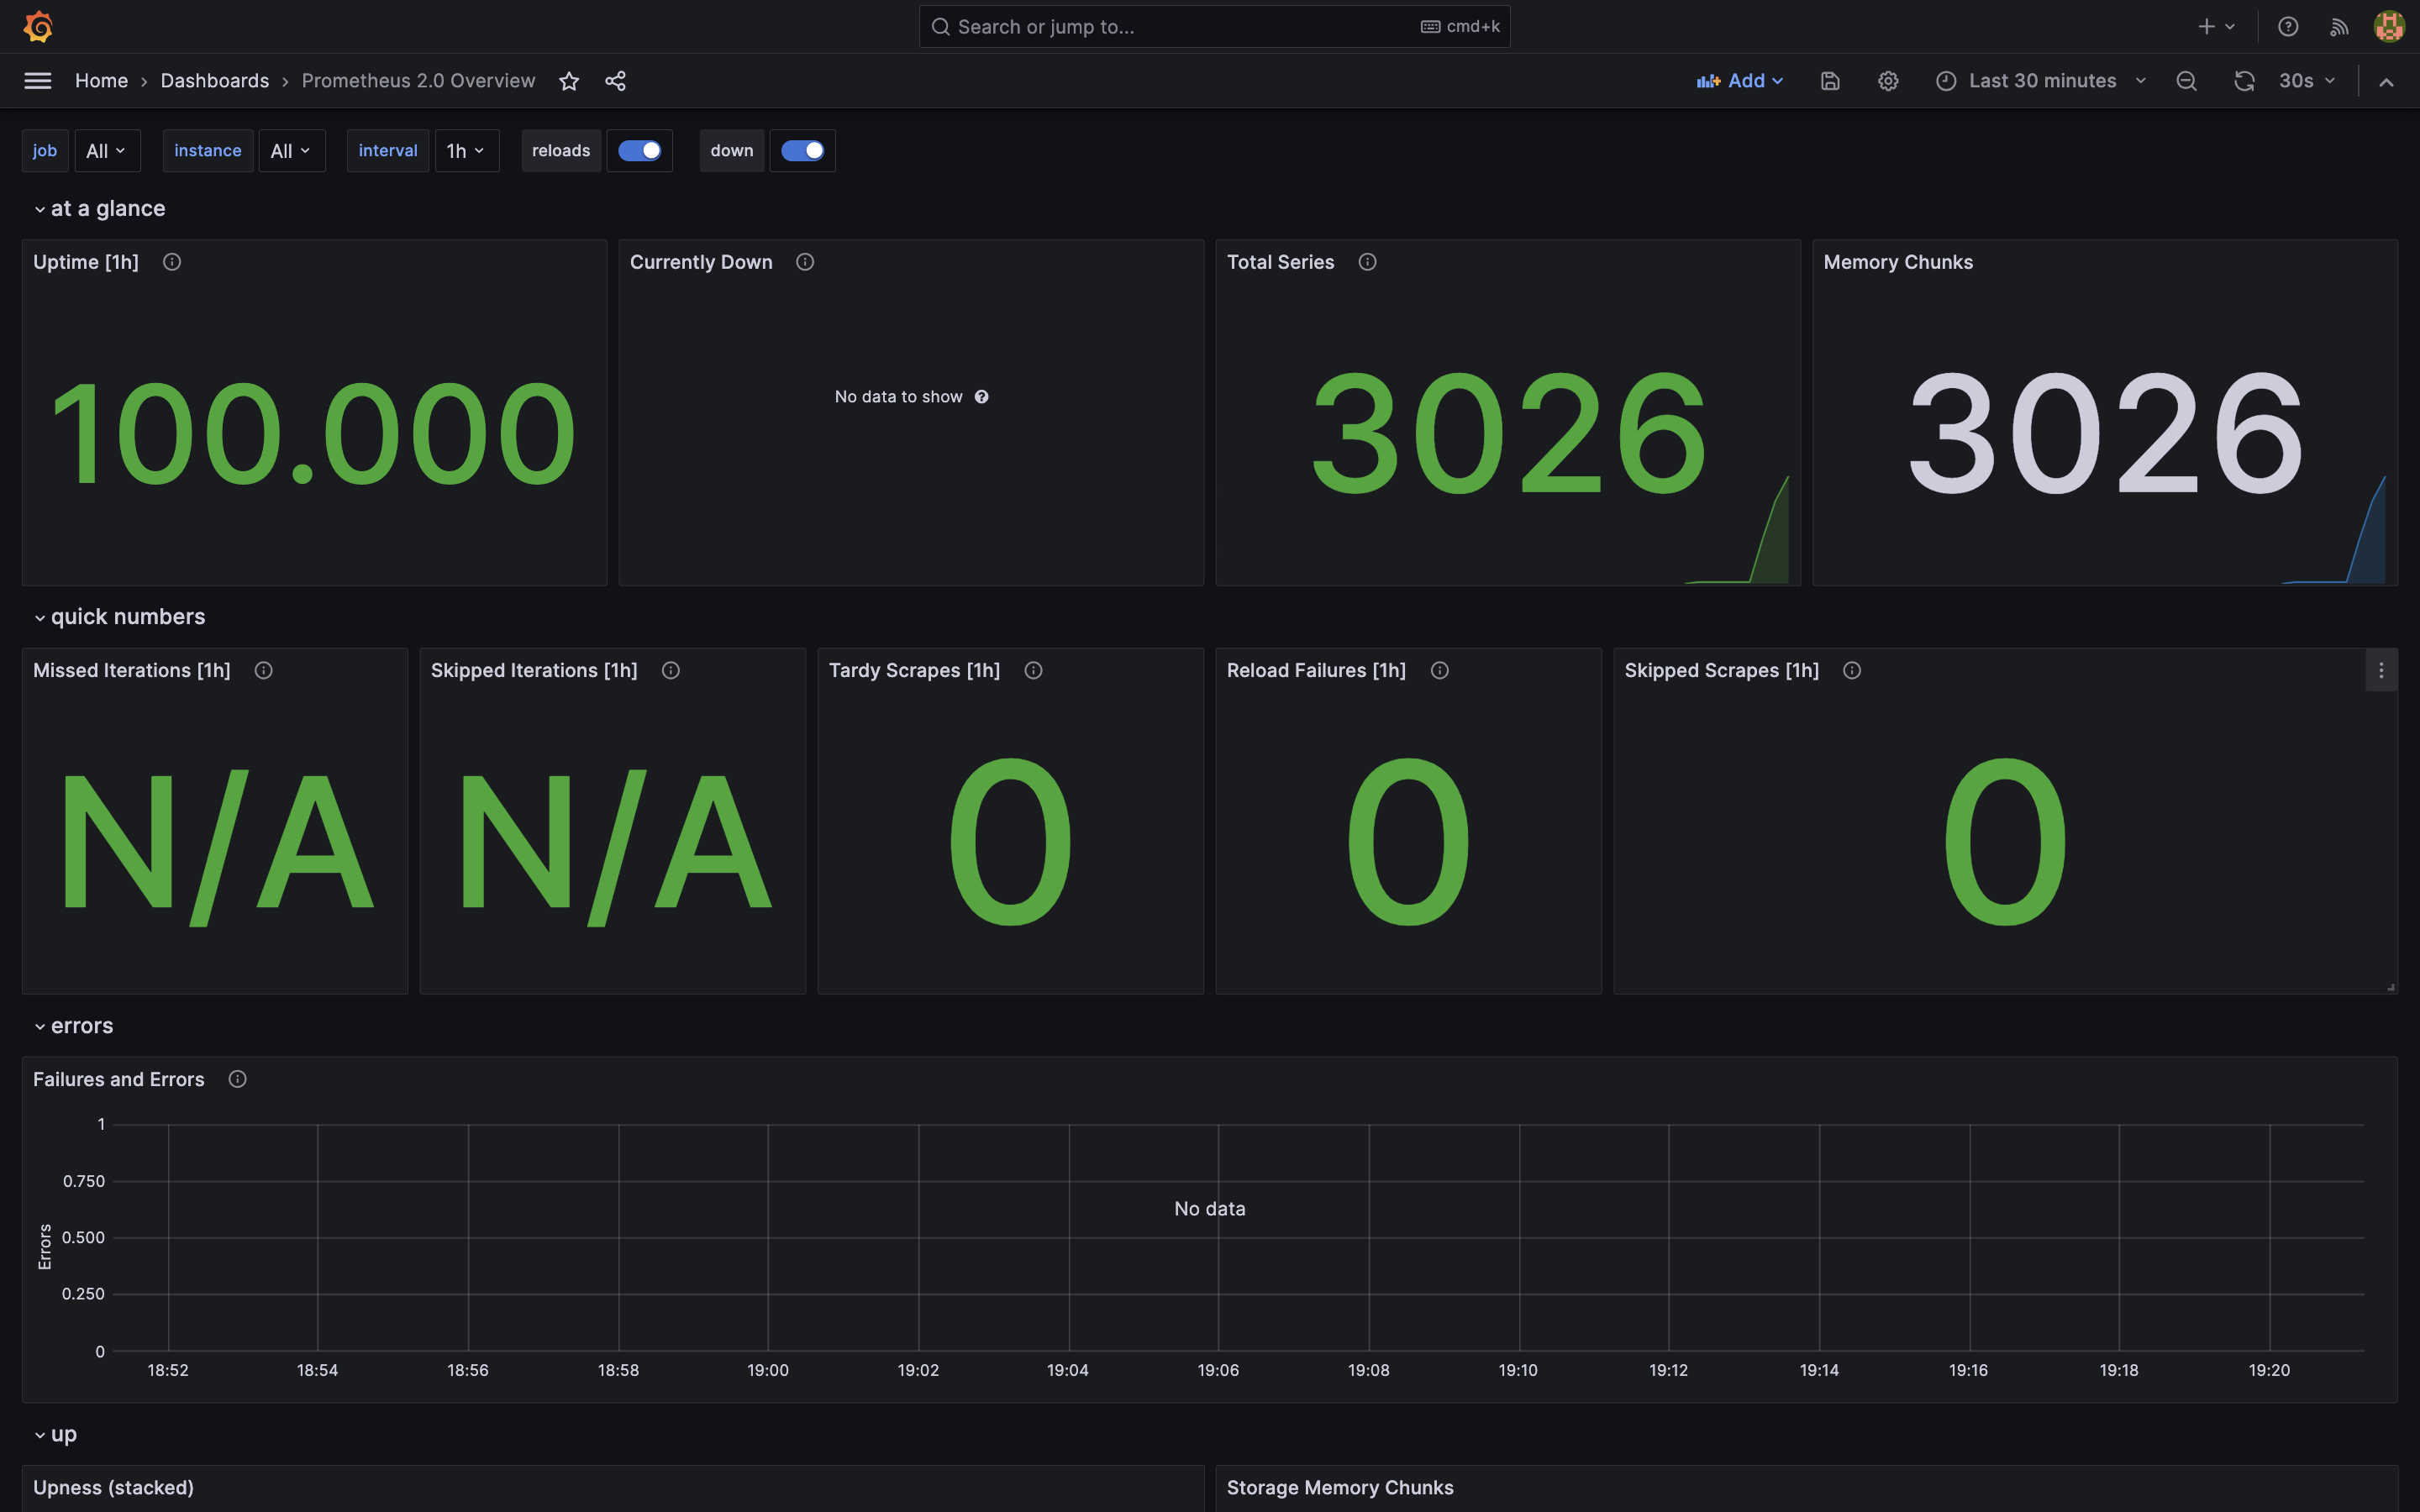 Search or jump to...
cmd+k
Home
Dashboards
Prometheus 2.0 Overview
Add
Last 30 minutes
30s
job
All
instance
All
interval
1h
reloads
down
at a glance
Uptime [1h]
Currently Down
Total Series
Memory Chunks
100.000
No data to show
3026
3026
quick numbers
Missed Iterations [1h]
Skipped Iterations [1h]
Tardy Scrapes [1h]
Reload Failures [1h]
Skipped Scrapes [1h]
N/A
N/A
0
0
0
errors
Failures and Errors
Errors
1
0.750
0.500
0.250
0
No data
18:52
18:54
18:56
18:58
19:00
19:02
19:04
19:06
19:08
19:10
19:12
19:14
19:16
19:18
19:20
up
Upness (stacked)
Storage Memory Chunks